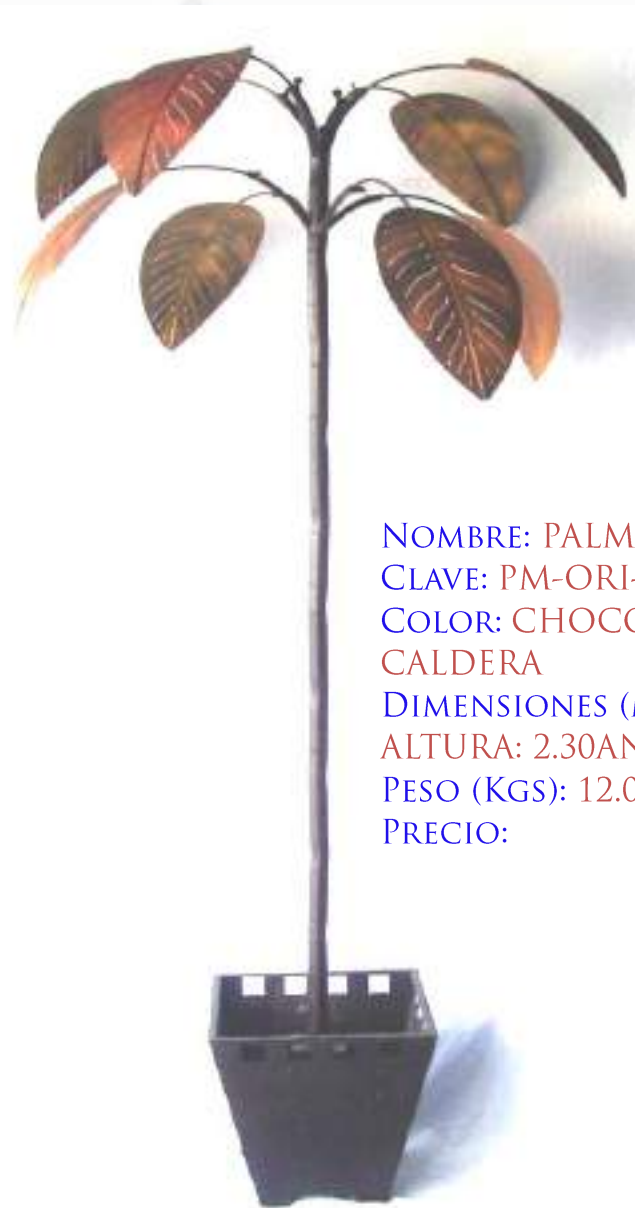 NOMBRE: PALM
CLAVE: PM-ORI-
COLOR: CHOCO
CALDERA
DIMENSIONES (
ALTURA: 2.30AN
PESO (KGS): 12.0
PRECIO: